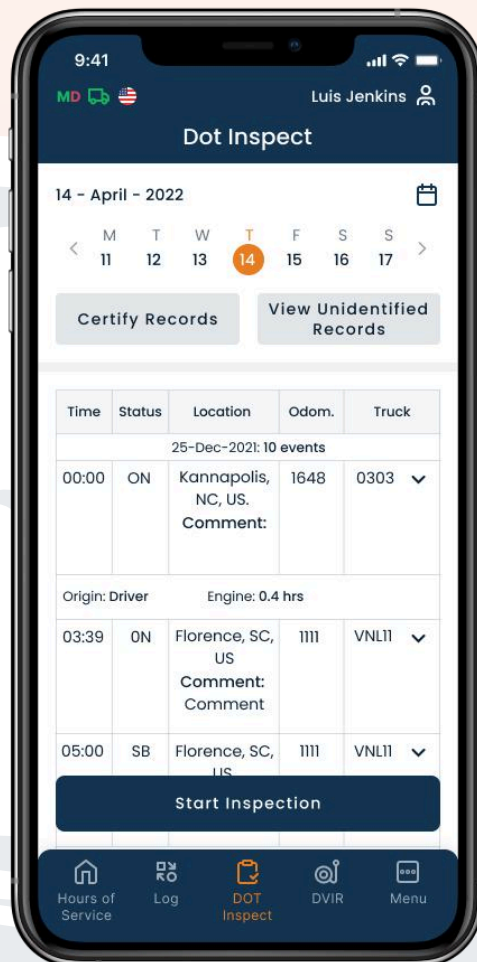 9:41
MD
Luis Jenkins
Dot Inspect
14 - April - 2022
M T W T F S S
< 11 12 13 14 15 16 17 >
Certify Records
View Unidentified
Records
Time Status Location Odom. Truck
25-Dec-2021: 10 events
00:00 ON Kannapolis, 1648 0303
NC, US.
Comment:
Origin: Driver Engine: 0.4 hrs
03:39 0N Florence, SC, 1111 VNL11
US
Comment:
Comment
05:00 SB Florence, SC, 1111 VNL11
US
Start Inspection
Hours of
Service
Log
DOT
Inspect
DVIR
Menu